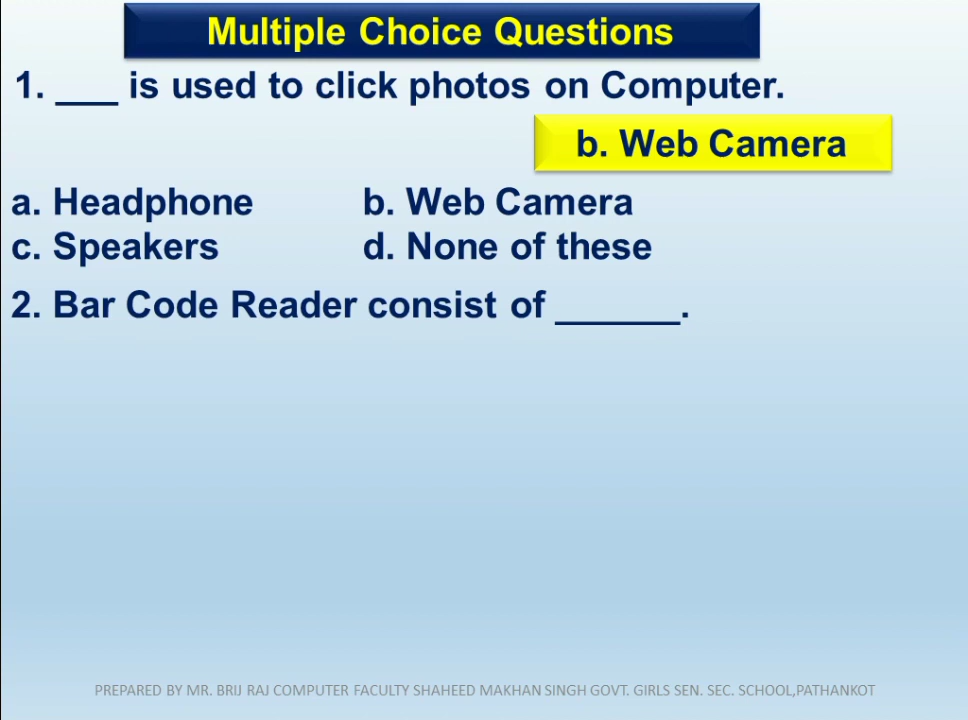 Multiple Choice Questions
1. ___ is used to click photos on Computer.
b. Web Camera
a. Headphone b. Web Camera
c. Speakers d. None of these
2. Bar Code Reader consist of ______.
PREPARED BY MR. BRIJ RAJ COMPUTER FACULTY SHAHEED MAKHAN SINGH GOVT. GIRLS SEN. SEC. SCHOOL,PATHANKOT